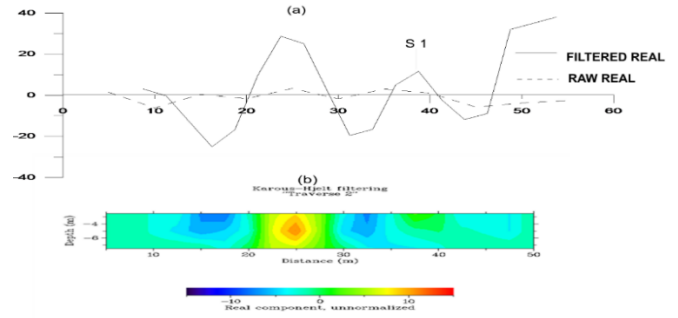 (a)
40
20
0
-20
-40
S 1
FILTERED REAL
RAW REAL
0 10 20 30 40 50 60
(b)
Karous-Hjelt filtering
Traverse 2
Depth (m)
-4
-6
10 20 30 40 50
Distance (m)
-10 0 10
Real component, unnormalized